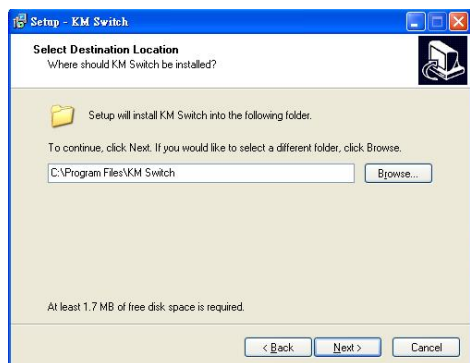 Setup - KM Switch
Select Destination Location
Where should KM Switch be installed?
Setup will install KM Switch into the following folder.
To continue, click Next. If you would like to select a different folder, click Browse.
C:\Program Files\KM Switch
Browse...
At least 1.7 MB of free disk space is required.
< Back
Next >
Cancel